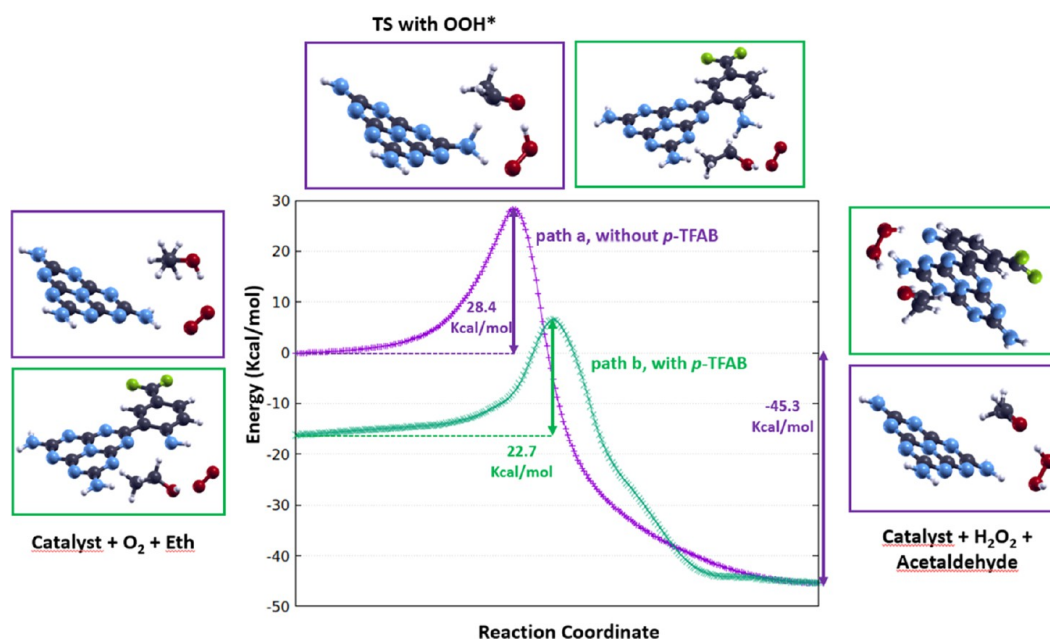 TS with OOH*
30
20
10
0
-10
-20
-30
-40
-50
Energy (Kcal/mol)
path a, without p-TFAB
28.4
Kcal/mol
path b, with p-TFAB
22.7
Kcal/mol
-45.3
Kcal/mol
Catalyst + O₂ + Eth
Catalyst + H₂O₂ +
Acetaldehyde
Reaction Coordinate